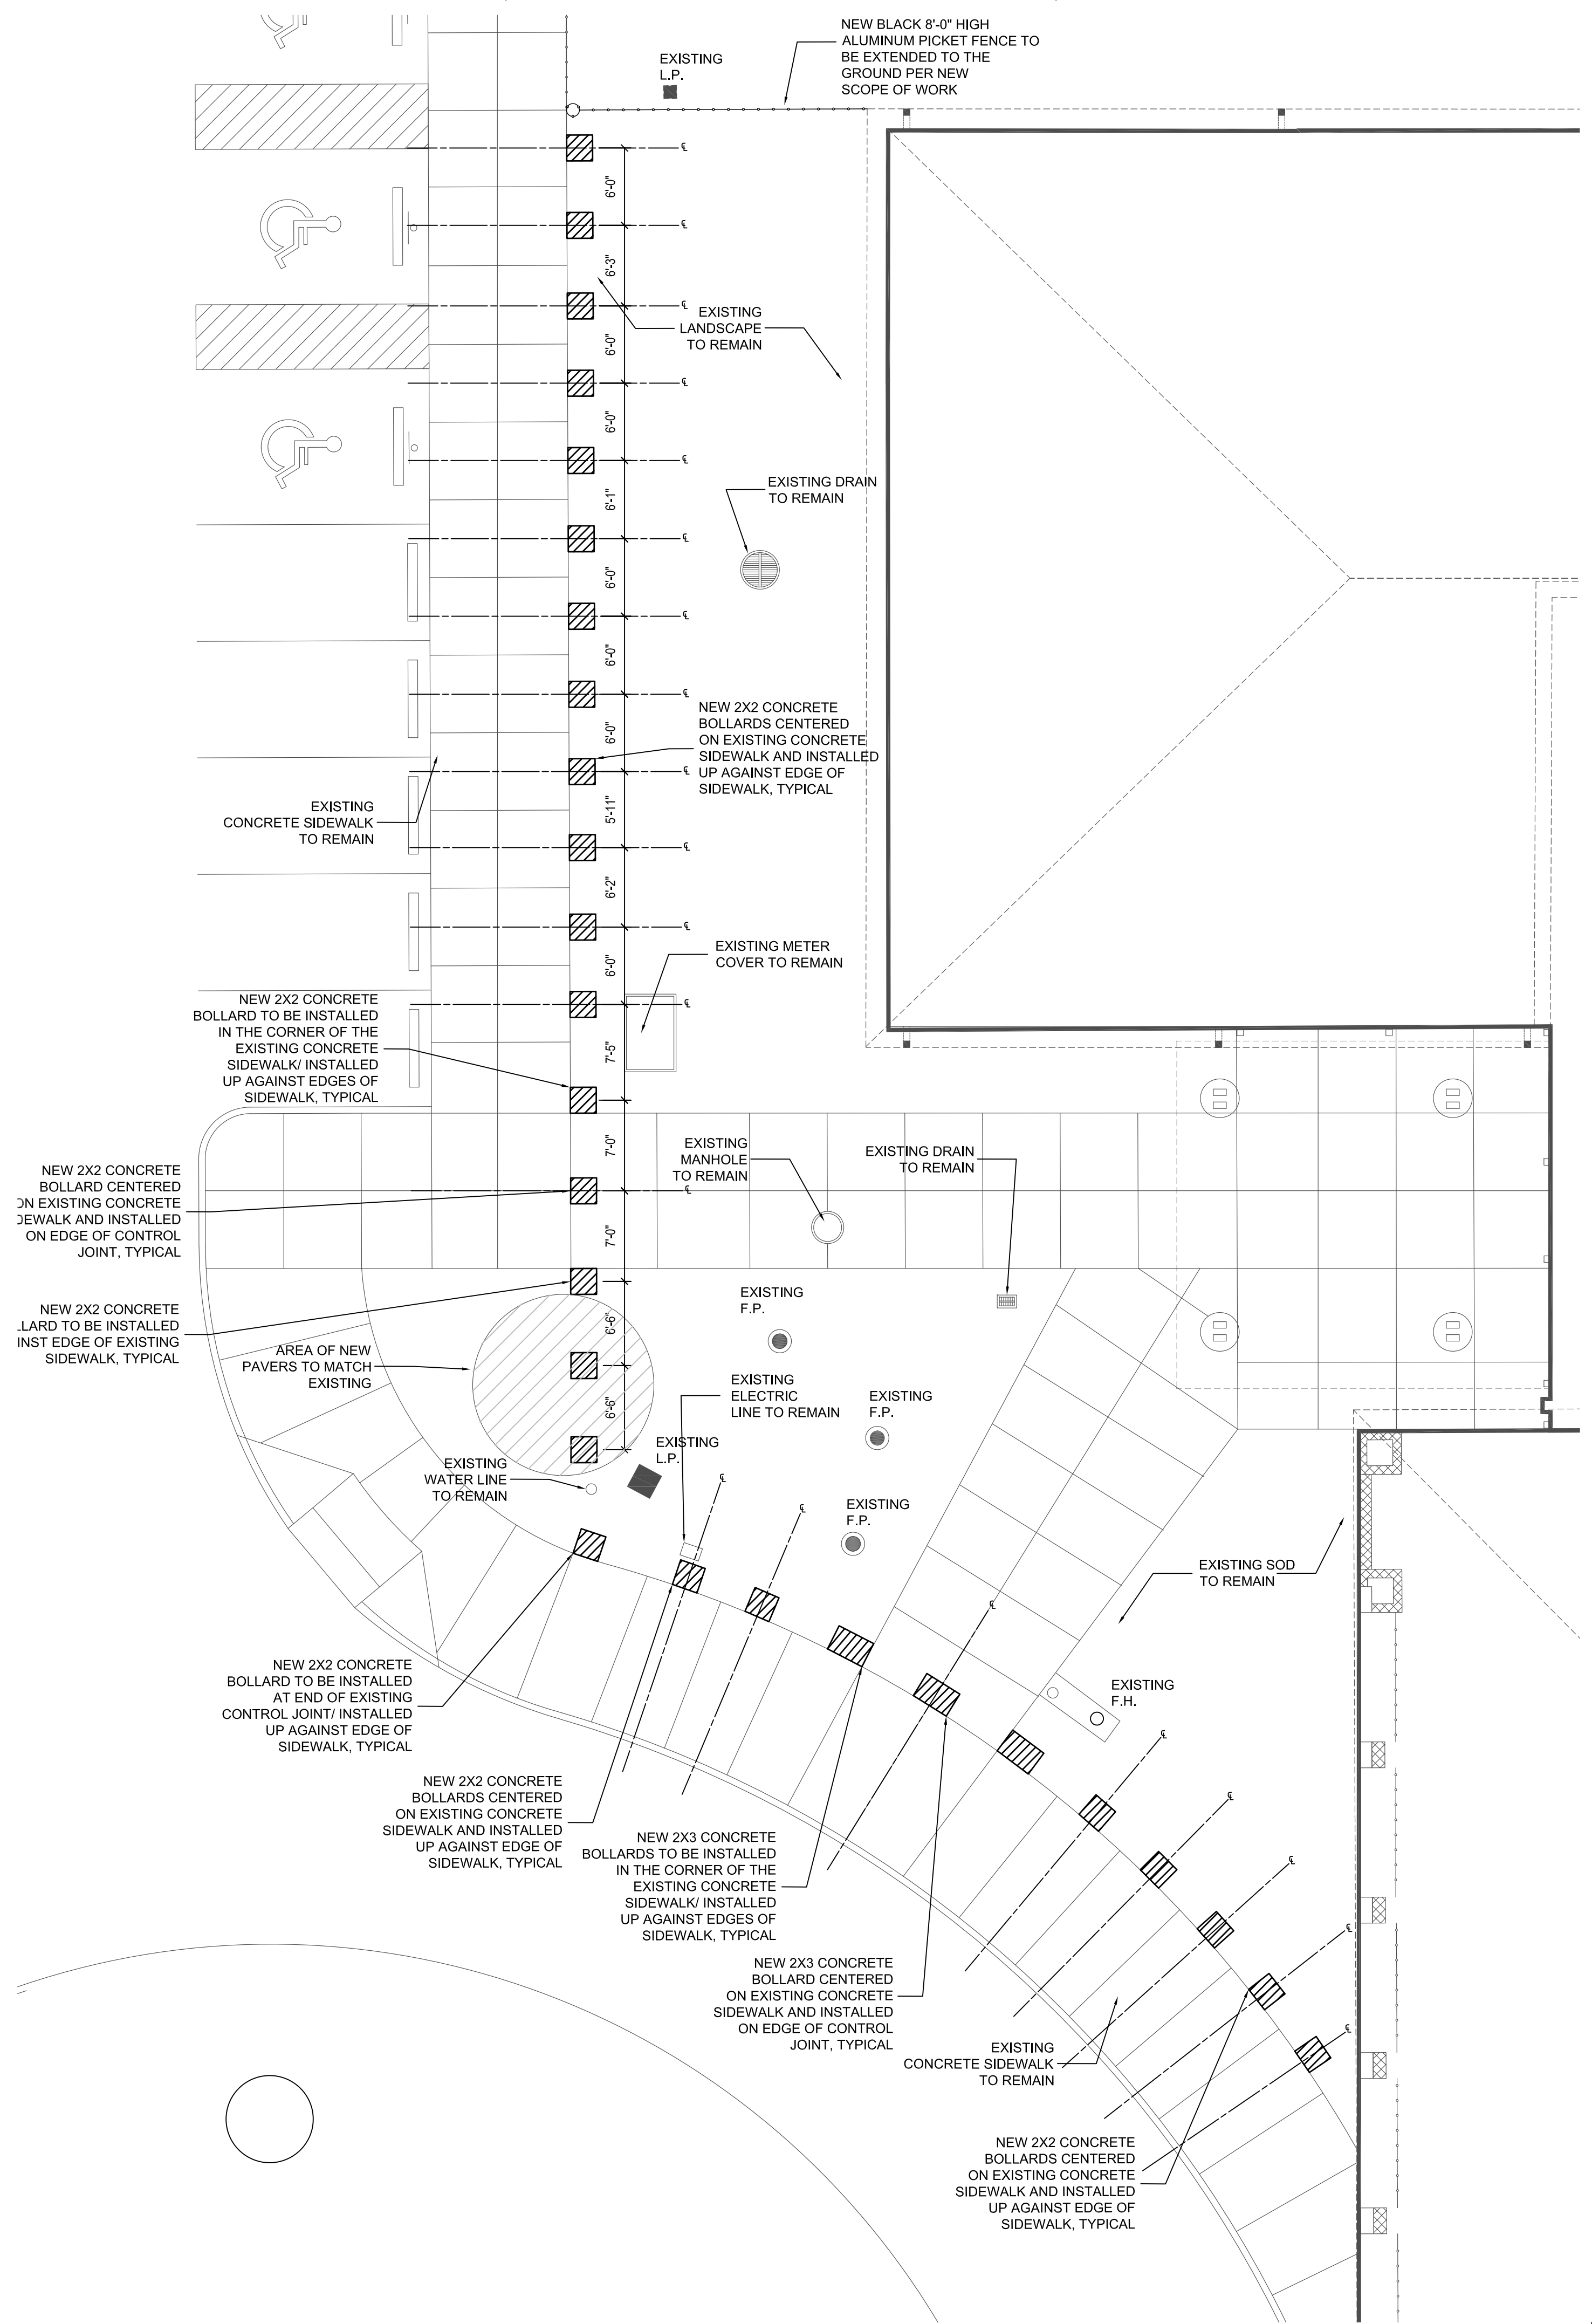 NEW BLACK 8'-0" HIGH
ALUMINUM PICKET FENCE TO
BE EXTENDED TO THE
GROUND PER NEW
SCOPE OF WORK
EXISTING
L.P.
6'-0"
6'-3"
EXISTING
LANDSCAPE
TO REMAIN
6'-0"
6'-0"
EXISTING DRAIN
TO REMAIN
6'-1"
6'-0"
6'-0"
NEW 2X2 CONCRETE
BOLLARDS CENTERED
ON EXISTING CONCRETE
SIDEWALK AND INSTALLED
UP AGAINST EDGE OF
SIDEWALK, TYPICAL
6'-0"
EXISTING
CONCRETE SIDEWALK
TO REMAIN
5'-11"
6'-2"
EXISTING METER
COVER TO REMAIN
6'-0"
NEW 2X2 CONCRETE
BOLLARD TO BE INSTALLED
IN THE CORNER OF THE
EXISTING CONCRETE
SIDEWALK/ INSTALLED
UP AGAINST EDGES OF
SIDEWALK, TYPICAL
7'-5"
7'-0"
EXISTING
MANHOLE
TO REMAIN
EXISTING DRAIN
TO REMAIN
NEW 2X2 CONCRETE
BOLLARD CENTERED
ON EXISTING CONCRETE
DEWALK AND INSTALLED
ON EDGE OF CONTROL
JOINT, TYPICAL
7'-0"
NEW 2X2 CONCRETE
LLARD TO BE INSTALLED
INST EDGE OF EXISTING
SIDEWALK, TYPICAL
EXISTING
F.P.
6'-6"
AREA OF NEW
PAVERS TO MATCH
EXISTING
EXISTING
ELECTRIC
LINE TO REMAIN
EXISTING
F.P.
6'-6"
EXISTING
L.P.
EXISTING
WATER LINE
TO REMAIN
EXISTING
F.P.
EXISTING SOD
TO REMAIN
NEW 2X2 CONCRETE
BOLLARD TO BE INSTALLED
AT END OF EXISTING
CONTROL JOINT/ INSTALLED
UP AGAINST EDGE OF
SIDEWALK, TYPICAL
EXISTING
F.H.
NEW 2X2 CONCRETE
BOLLARDS CENTERED
ON EXISTING CONCRETE
SIDEWALK AND INSTALLED
UP AGAINST EDGE OF
SIDEWALK, TYPICAL
NEW 2X3 CONCRETE
BOLLARDS TO BE INSTALLED
IN THE CORNER OF THE
EXISTING CONCRETE
SIDEWALK/ INSTALLED
UP AGAINST EDGES OF
SIDEWALK, TYPICAL
NEW 2X3 CONCRETE
BOLLARD CENTERED
ON EXISTING CONCRETE
SIDEWALK AND INSTALLED
ON EDGE OF CONTROL
JOINT, TYPICAL
EXISTING
CONCRETE SIDEWALK
TO REMAIN
NEW 2X2 CONCRETE
BOLLARDS CENTERED
ON EXISTING CONCRETE
SIDEWALK AND INSTALLED
UP AGAINST EDGE OF
SIDEWALK, TYPICAL